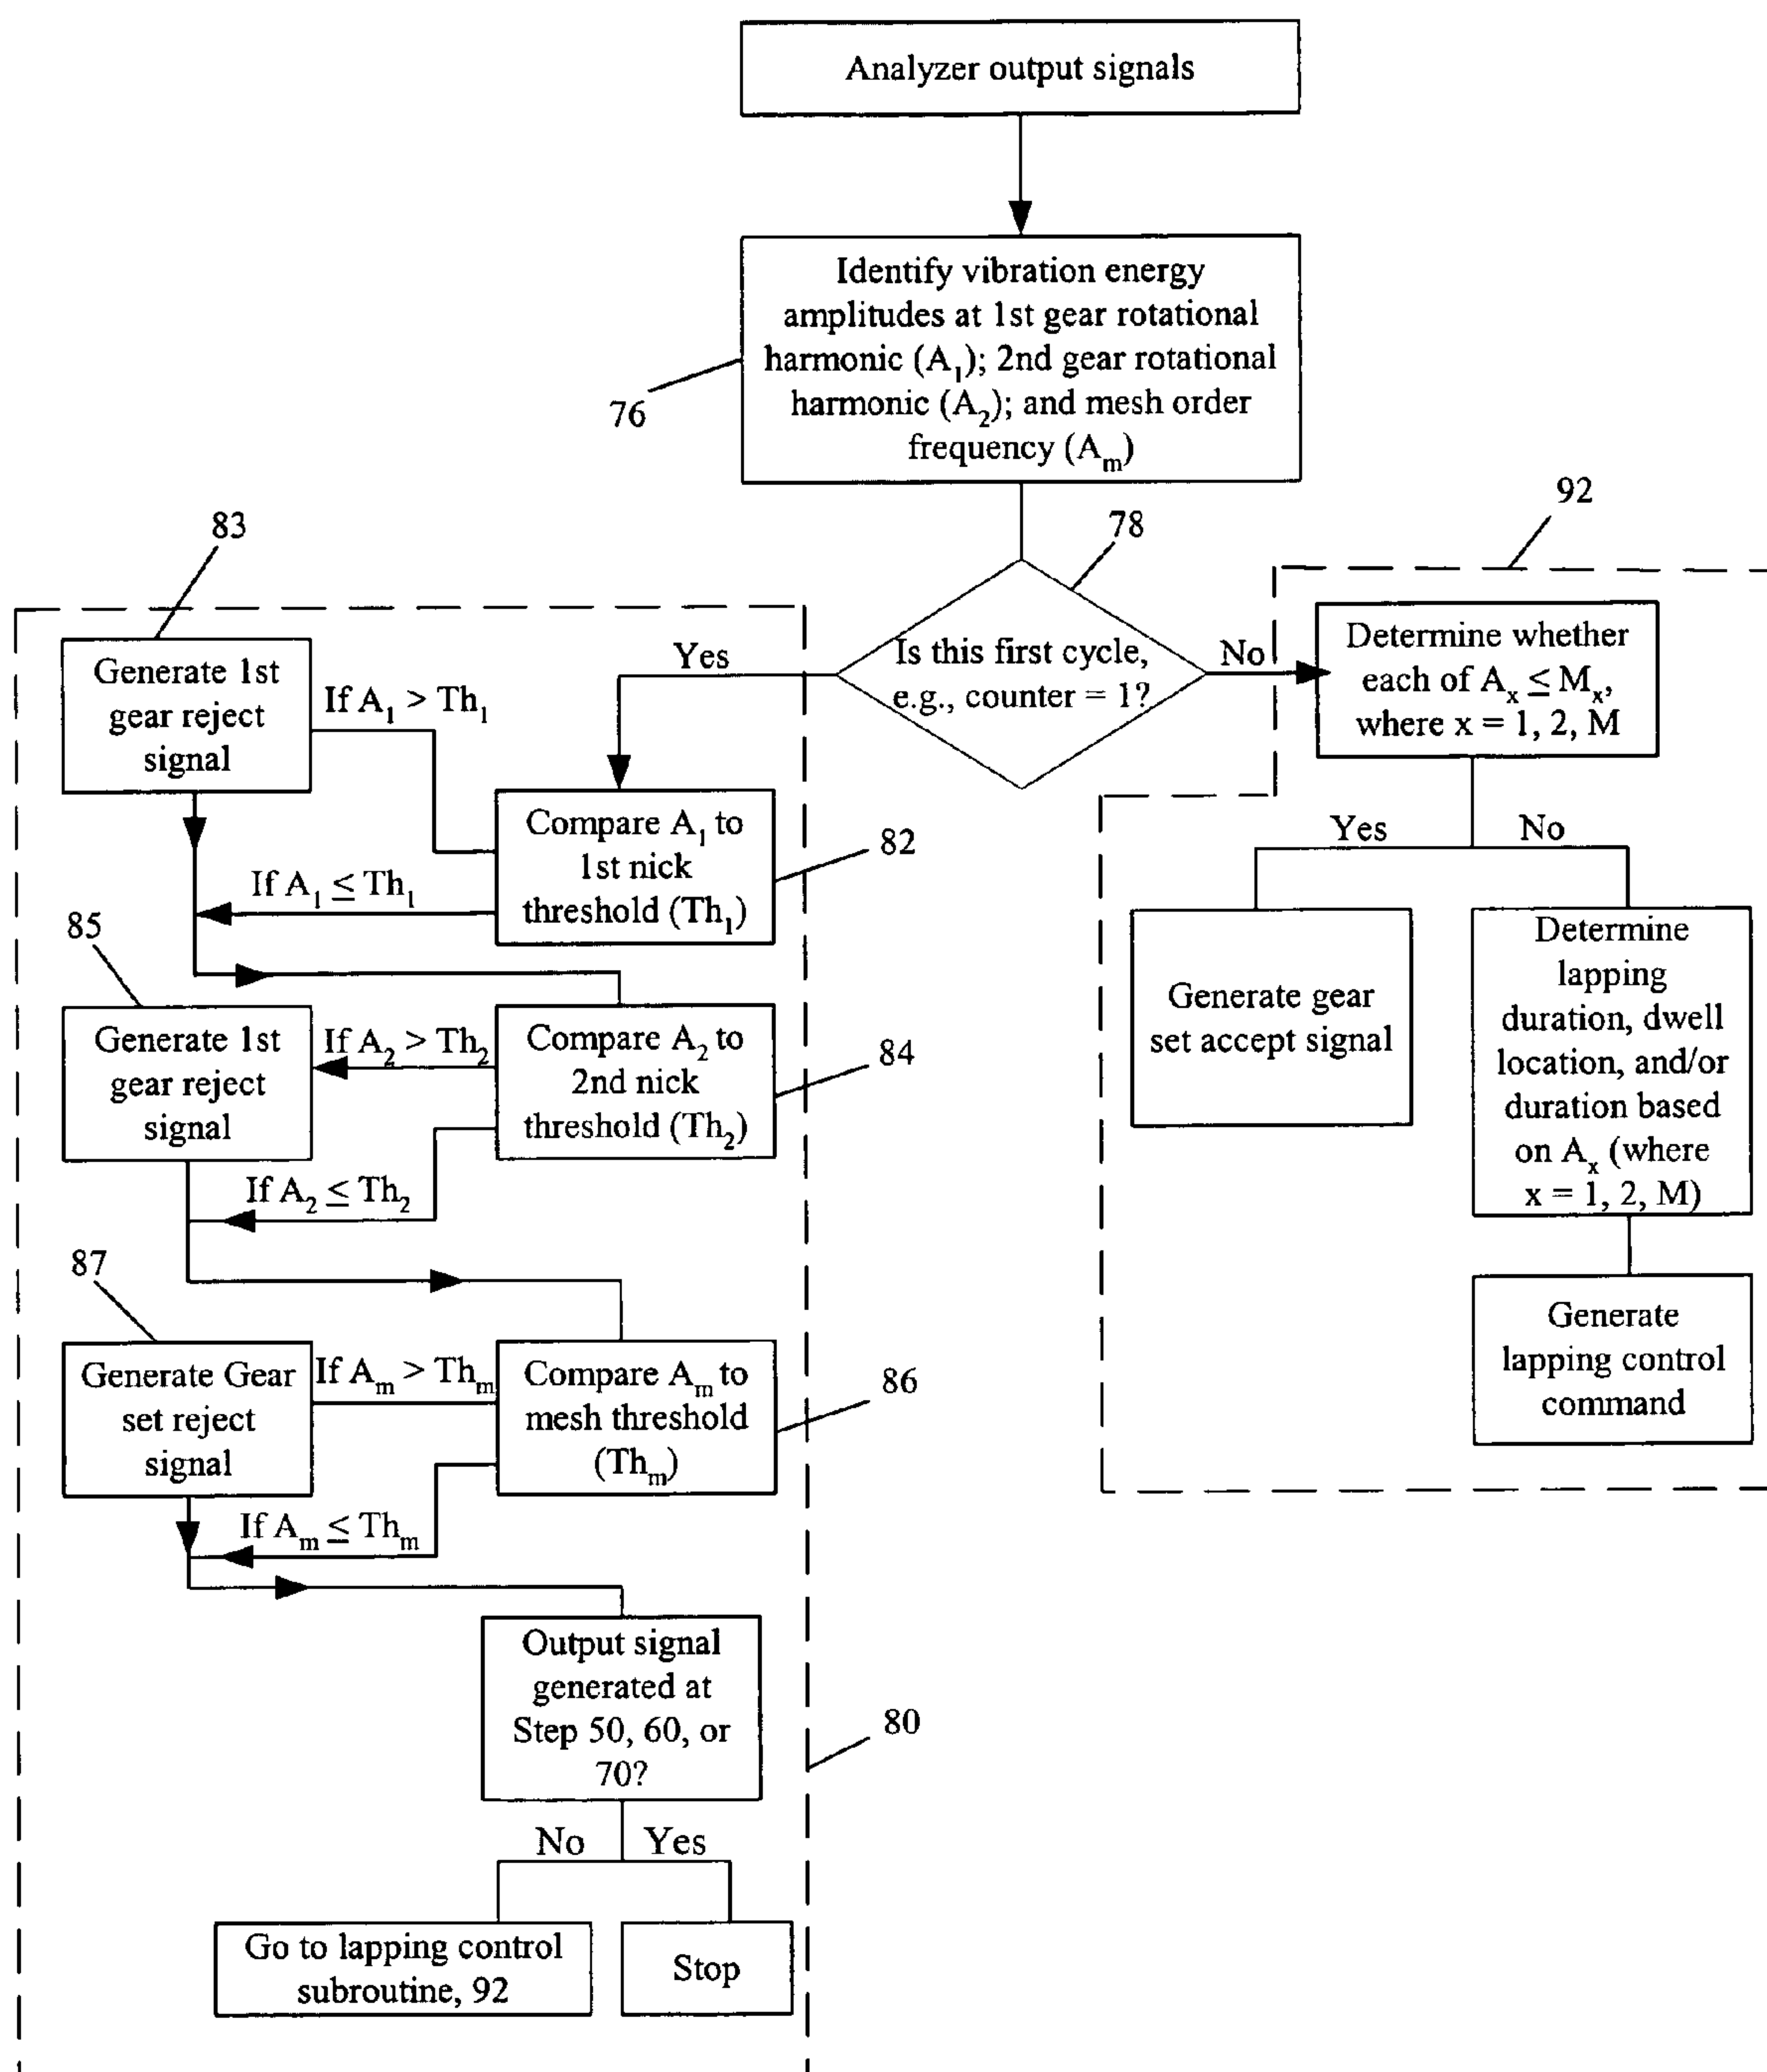 Analyzer output signals
Identify vibration energy
amplitudes at 1st gear rotational
harmonic (A₁); 2nd gear rotational
harmonic (A₂); and mesh order
frequency (Aₘ)
76
78
Is this first cycle,
e.g., counter = 1?
Yes
No
92
Determine whether
each of Aₓ ≤ Mₓ,
where x = 1, 2, M
Yes
No
Generate gear
set accept signal
Determine
lapping
duration, dwell
location, and/or
duration based
on Aₓ (where
x = 1, 2, M)
Generate
lapping control
command
83
Generate 1st
gear reject
signal
If A₁ > Th₁
Compare A₁ to
1st nick
threshold (Th₁)
82
If A₁ ≤ Th₁
85
Generate 1st
gear reject
signal
If A₂ > Th₂
Compare A₂ to
2nd nick
threshold (Th₂)
84
If A₂ ≤ Th₂
87
Generate Gear
set reject
signal
If Aₘ > Thₘ
Compare Aₘ to
mesh threshold
(Thₘ)
86
If Aₘ ≤ Thₘ
Output signal
generated at
Step 50, 60, or
70?
80
No
Yes
Go to lapping control
subroutine, 92
Stop